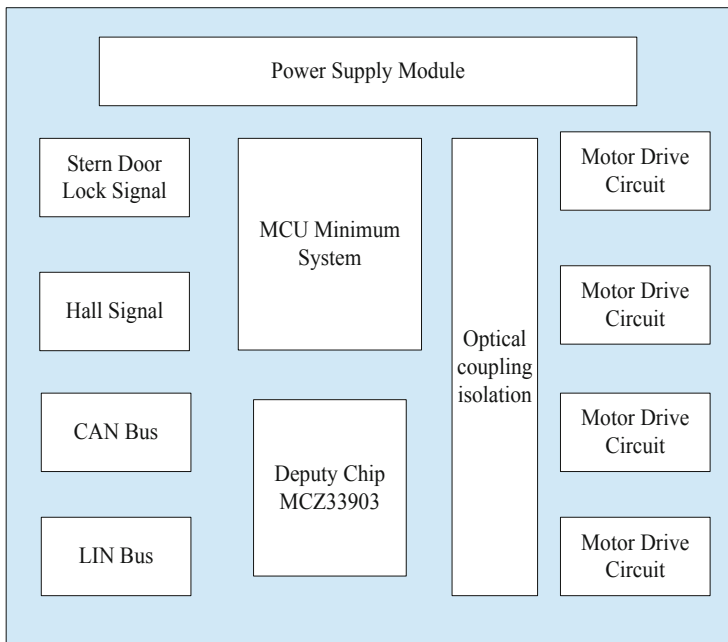 Power Supply Module
Stern Door
Lock Signal
MCU Minimum
System
Motor Drive
Circuit
Hall Signal
Motor Drive
Circuit
Optical
coupling
isolation
CAN Bus
Deputy Chip
MCZ33903
Motor Drive
Circuit
LIN Bus
Motor Drive
Circuit